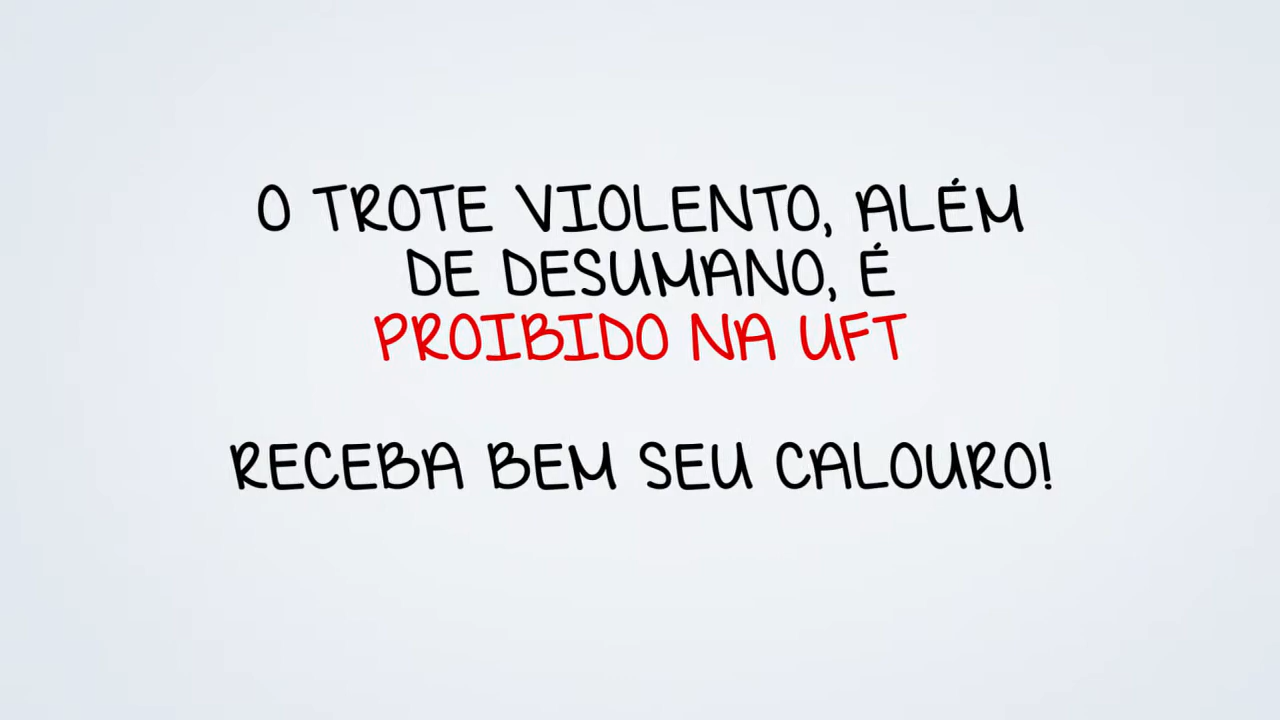 O TROTE VIOLENTO, ALÉM
DE DESUMANO, É
PROIBIDO NA UFT
RECEBA BEM SEU CALOURO!